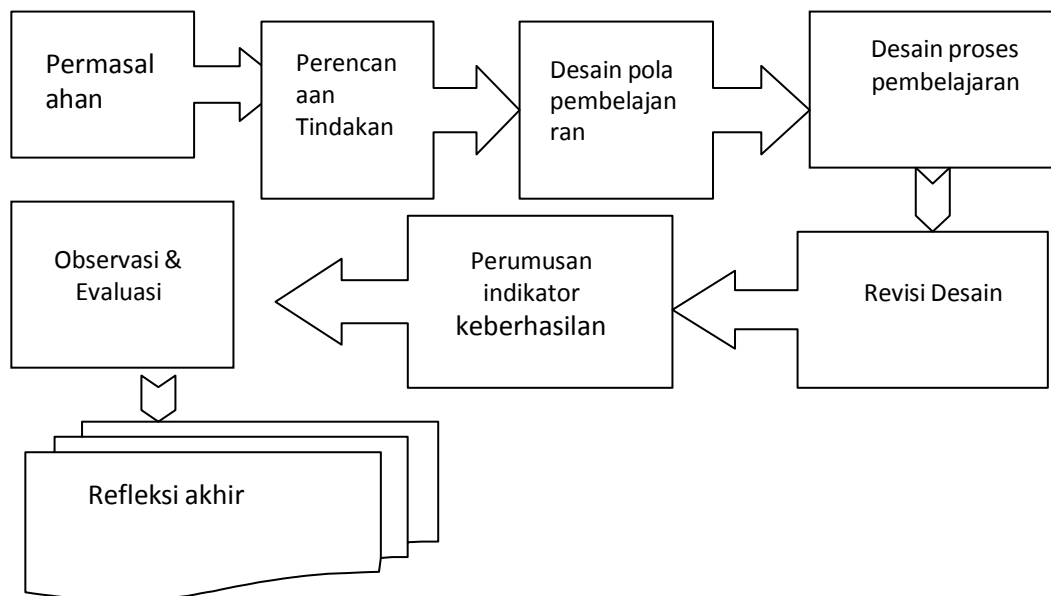 Permasal
ahan
Perencan
aan
Tindakan
Desain pola
pembelajan
ran
Desain proses
pembelajaran
Revisi Desain
Perumusan
indikator
keberhasilan
Observasi &
Evaluasi
Refleksi akhir